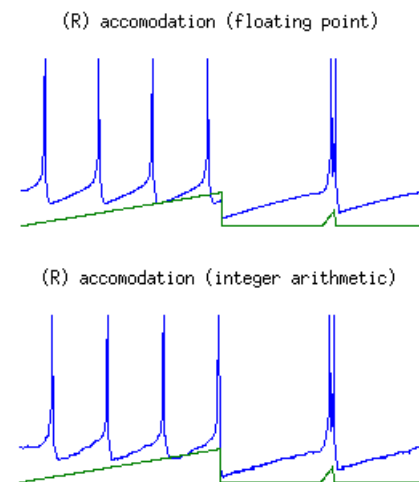 (R) accomodation (floating point)
(R) accomodation (integer arithmetic)